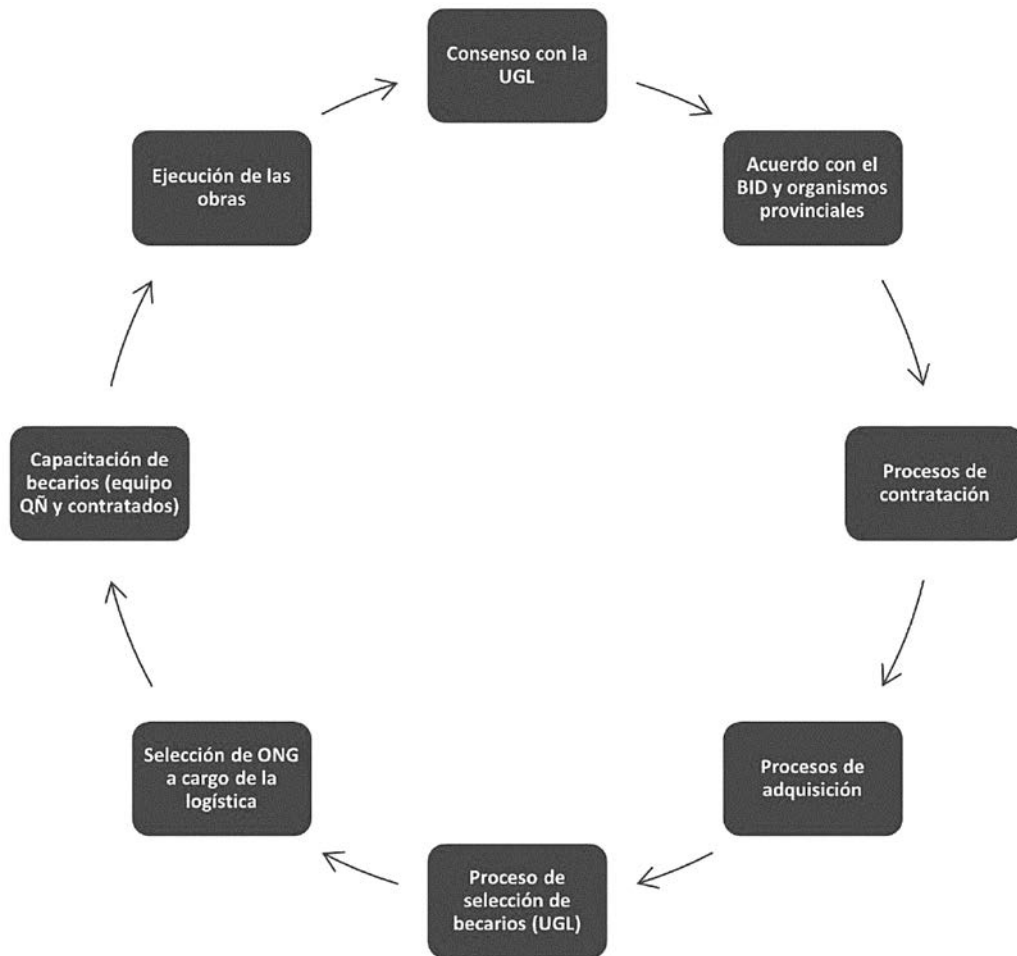 Consenso con la
UGL
Acuerdo con el
BID y organismos
provinciales
Procesos de
contratación
Procesos de
adquisición
Proceso de
selección de
becarios (UGL)
Selección de ONG
a cargo de la
logística
Capacitación de
becarios (equipo
QÑ y contratados)
Ejecución de las
obras